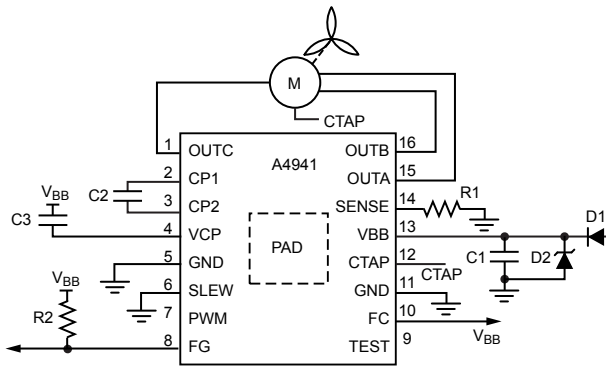 M
CTAP
1 OUTC
A4941
OUTB 16
2 CP1
OUTA 15
VBB
C2
R1
3 CP2
SENSE 14
D1
C3
4 VCP
PAD
VBB 13
C1
D2
5 GND
CTAP 12
CTAP
VBB
6 SLEW
GND 11
R2
7 PWM
FC 10
VBB
8 FG
TEST 9